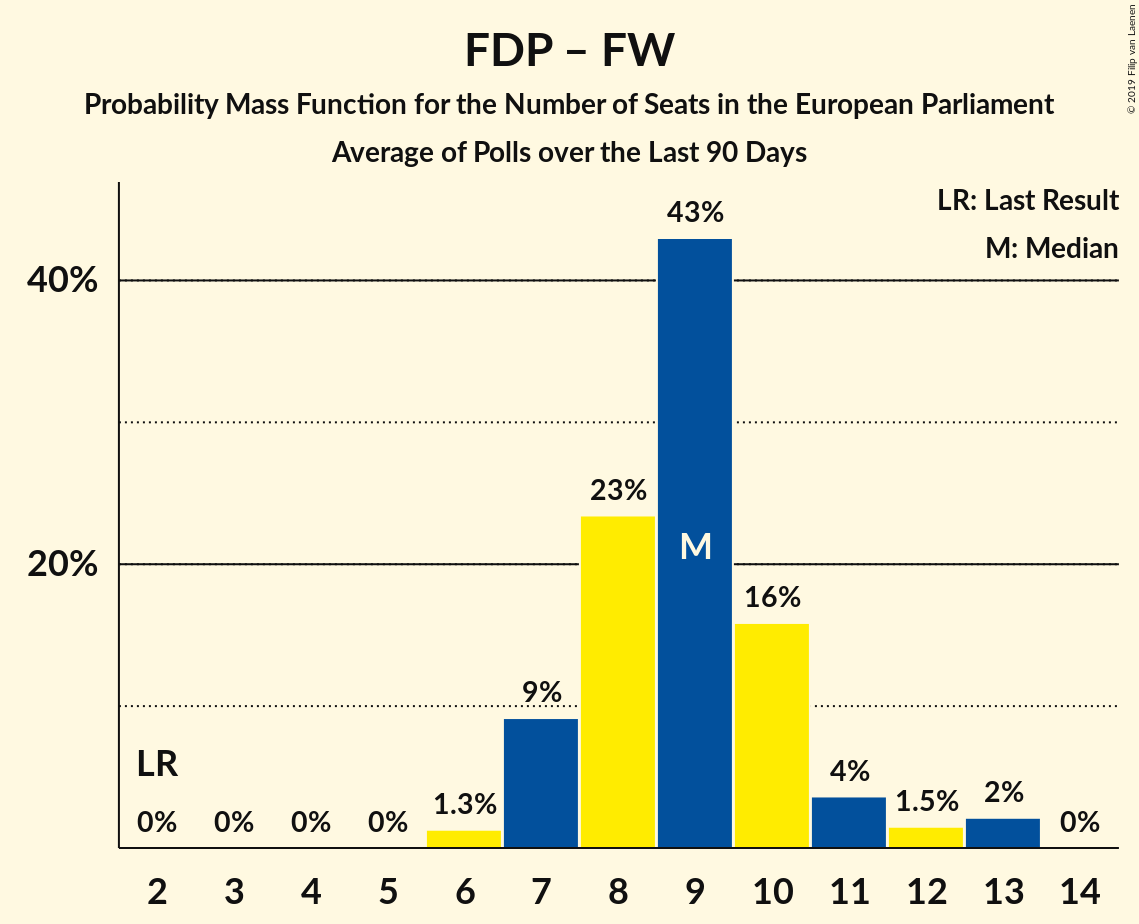 FDP – FW
Probability Mass Function for the Number of Seats in the European Parliament
Average of Polls over the Last 90 Days
© 2019 Filip van Laenen
LR: Last Result
M: Median
40%
20%
LR
0%
0%
0%
0%
1.3%
9%
23%
43%
M
16%
4%
1.5%
2%
0%
2 3 4 5 6 7 8 9 10 11 12 13 14